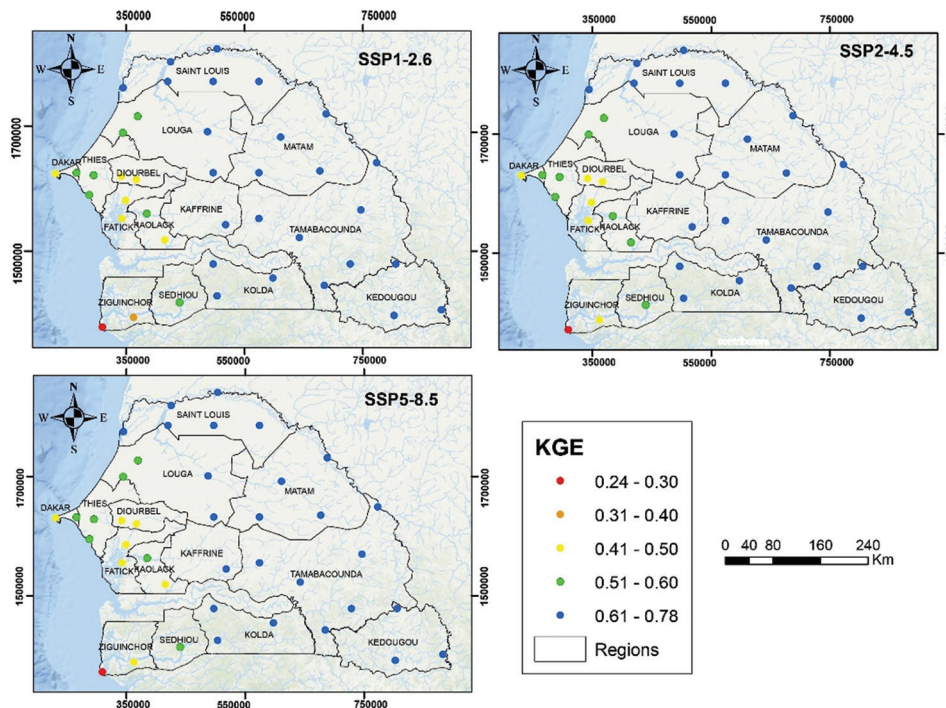 350000 550000 750000
350000 550000 750000
N
W E
S
SSP1-2.6
SAINT LOUIS
LOUGA
MATAM
DAKAR
THIES
DIOURBEL
FATICK
KAOLACK
KAFFRINE
TAMABACOUNDA
ZIGUINCHOR
SEDHIOU
KOLDA
KEDOUGOU
1700000
1500000
350000 550000 750000
N
W E
S
SSP2-4.5
SAINT LOUIS
LOUGA
MATAM
DAKAR
THIES
DIOURBEL
FATICK
KAOLACK
KAFFRINE
TAMABACOUNDA
ZIGUINCHOR
SEDHIOU
KOLDA
KEDOUGOU
contributors
1700000
1500000
350000 550000 750000
N
W E
S
SSP5-8.5
SAINT LOUIS
LOUGA
MATAM
DAKAR
THIES
DIOURBEL
FATICK
KAOLACK
KAFFRINE
TAMABACOUNDA
ZIGUINCHOR
SEDHIOU
KOLDA
KEDOUGOU
1700000
1500000
350000 550000 750000
KGE
0.24 - 0.30
0.31 - 0.40
0.41 - 0.50
0.51 - 0.60
0.61 - 0.78
Regions
0 40 80 160 240
Km